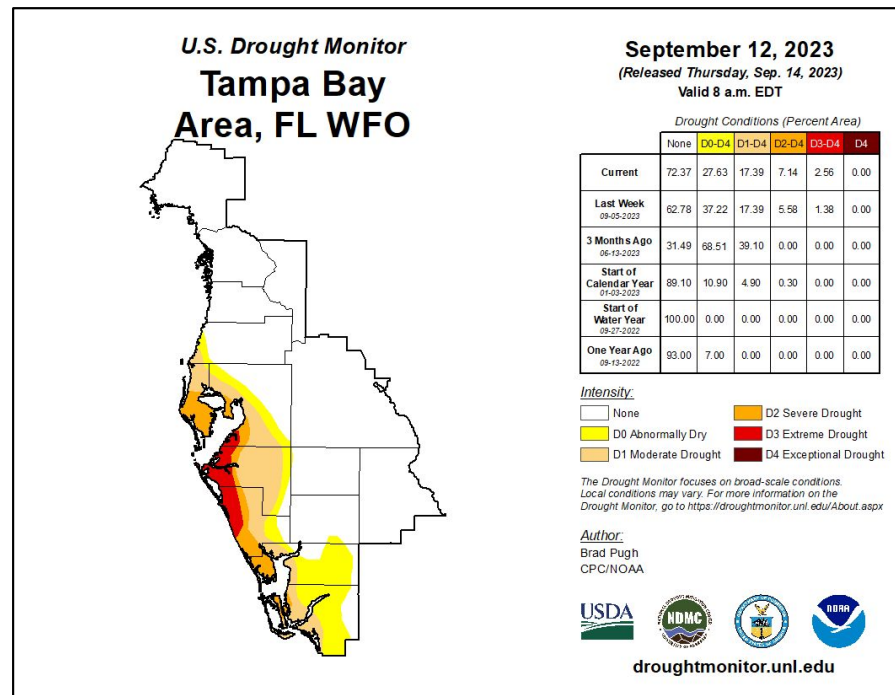 U.S. Drought Monitor
Tampa Bay
Area, FL WFO
September 12, 2023
(Released Thursday, Sep. 14, 2023)
Valid 8 a.m. EDT
Drought Conditions (Percent Area)
None D0-D4 D1-D4 D2-D4 D3-D4 D4
Current 72.37 27.63 17.39 7.14 2.56 0.00
Last Week
09-05-2023 62.78 37.22 17.39 5.58 1.38 0.00
3 Months Ago
06-13-2023 31.49 68.51 39.10 0.00 0.00 0.00
Start of
Calendar Year
01-03-2023 89.10 10.90 4.90 0.30 0.00 0.00
Start of
Water Year
09-27-2022 100.00 0.00 0.00 0.00 0.00 0.00
One Year Ago
09-13-2022 93.00 7.00 0.00 0.00 0.00 0.00
Intensity:
None
D0 Abnormally Dry
D1 Moderate Drought
D2 Severe Drought
D3 Extreme Drought
D4 Exceptional Drought
The Drought Monitor focuses on broad-scale conditions.
Local conditions may vary. For more information on the
Drought Monitor, go to https://droughtmonitor.unl.edu/About.aspx
Author:
Brad Pugh
CPC/NOAA
USDA
NDMC
NOAA
droughtmonitor.unl.edu